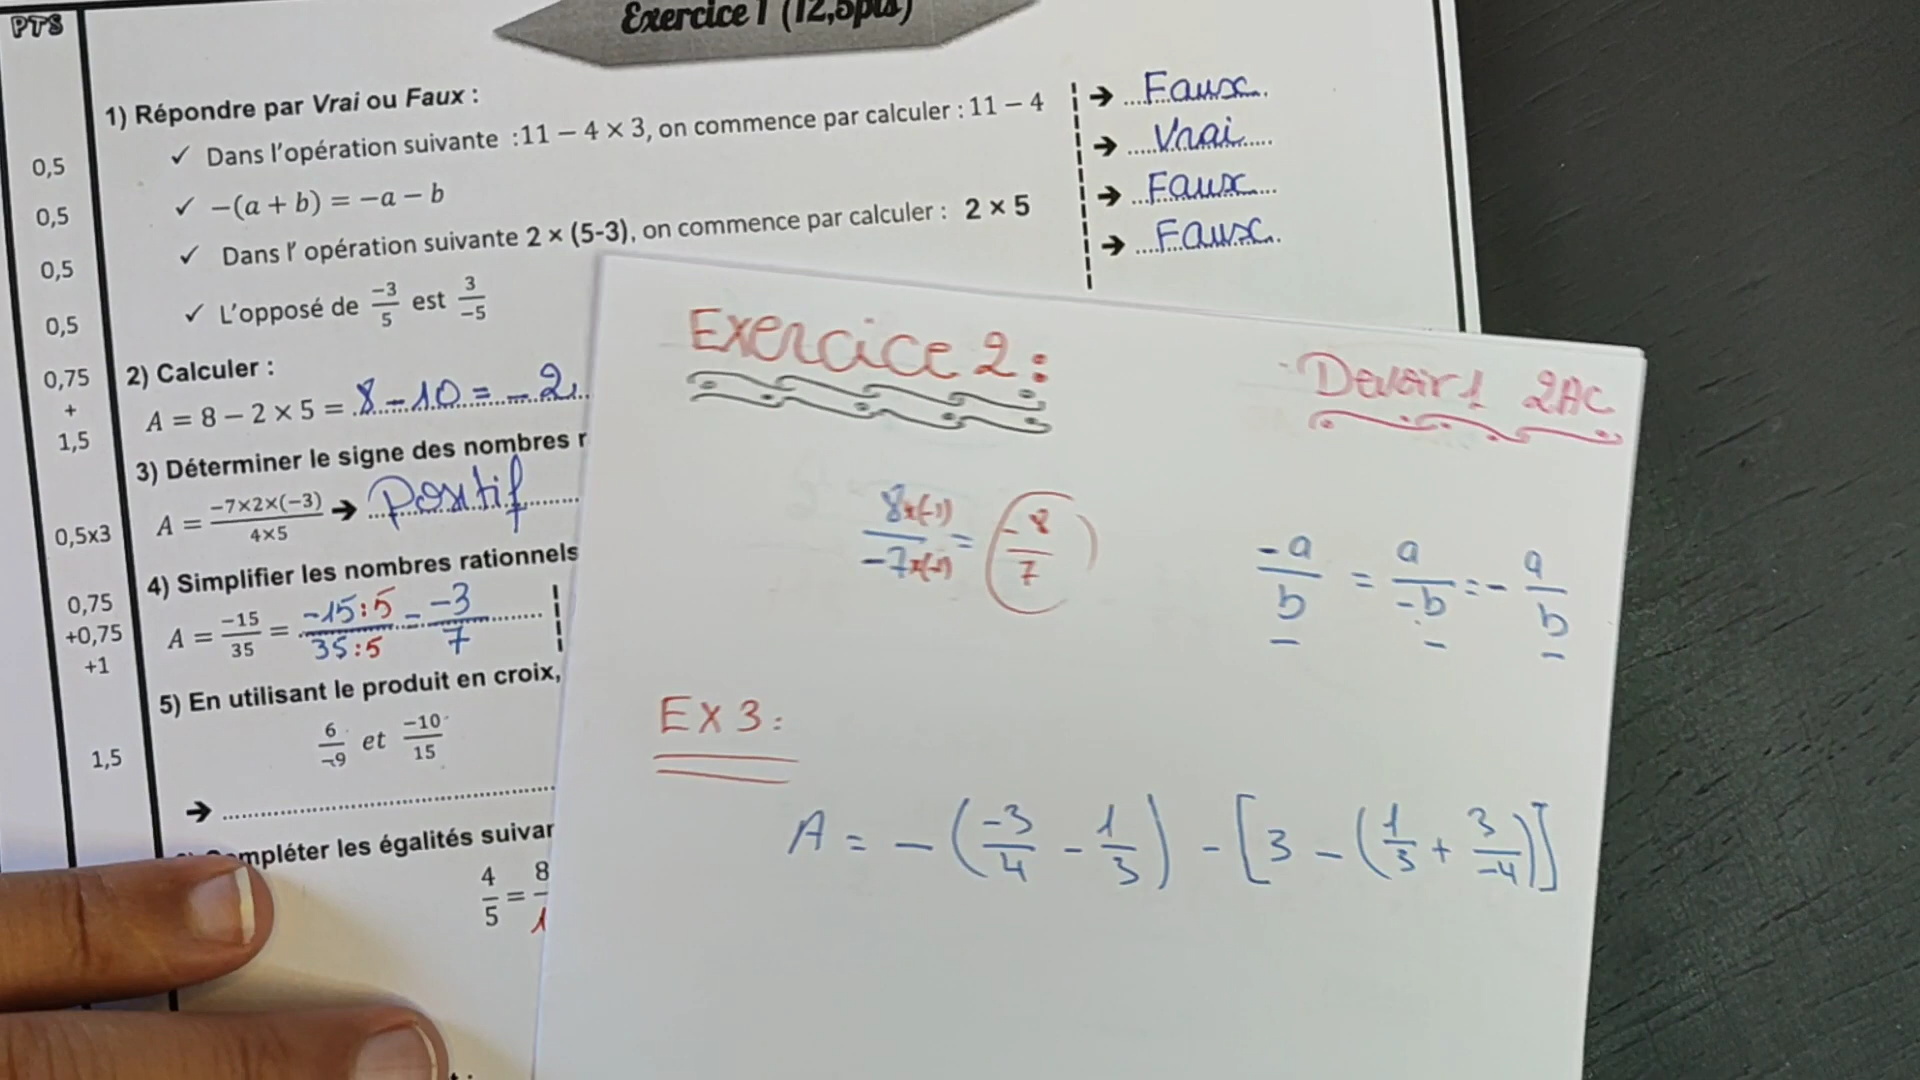 PTS
Exercice 1 (12,5pts)
1) Répondre par Vrai ou Faux :
0,5 ✓ Dans l'opération suivante :11 − 4 × 3, on commence par calculer : 11 − 4 → Faux
0,5 ✓ −(a + b) = −a − b → Vrai
0,5 ✓ Dans l' opération suivante 2 × (5-3), on commence par calculer : 2 × 5 → Faux
0,5 ✓ L'opposé de -3/5 est 3/-5 → Faux
2) Calculer :
0,75 + 1,5 A = 8 − 2 × 5 = 8 - 10 = - 2
3) Déterminer le signe des nombres
0,5x3 A = −7×2×(−3) / 4×5 → Positif
4) Simplifier les nombres rationnels
0,75 +0,75 +1 A = −15/35 = -15:5 / 35:5 = -3/7
5) En utilisant le produit en croix,
1,5 6/−9 et −10/15
→
mpléter les égalités
4/5 = 8
Exercice 2 :
Devoir 1 2AC
8x(-1) / -7x(-1) = -8/7
-a/b = a/-b = - a/b
EX 3 :
A = - (-3/4 - 1/3) - [3 - (1/3 + 3/-4)]